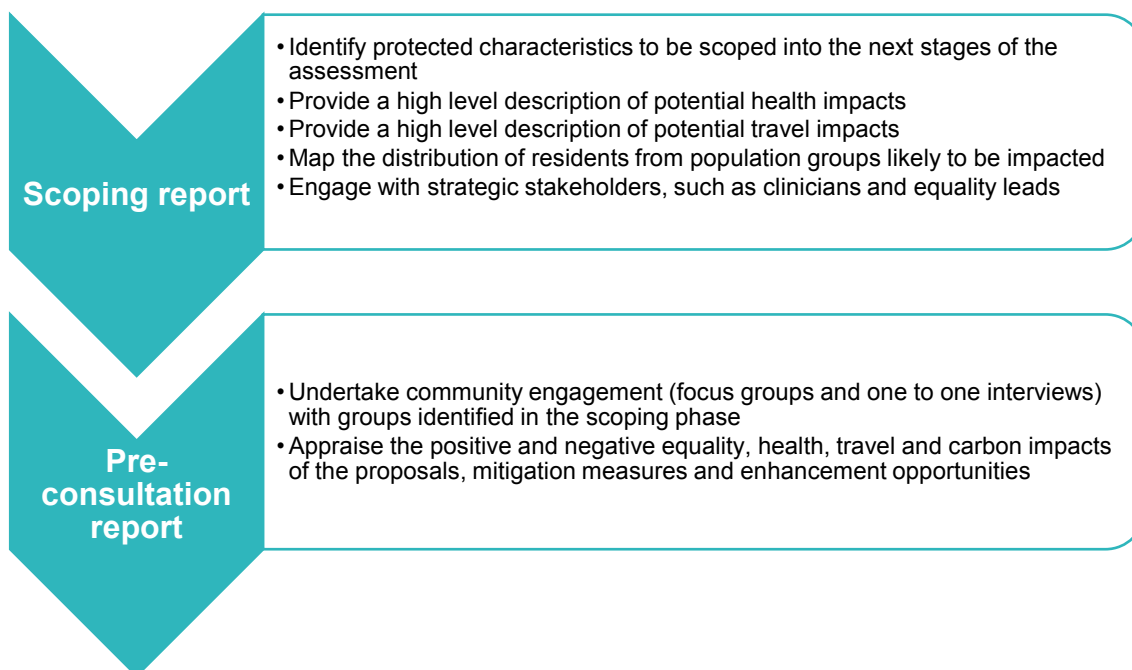 Scoping report
• Identify protected characteristics to be scoped into the next stages of the
assessment
• Provide a high level description of potential health impacts
• Provide a high level description of potential travel impacts
• Map the distribution of residents from population groups likely to be impacted
• Engage with strategic stakeholders, such as clinicians and equality leads
Pre-
consultation
report
• Undertake community engagement (focus groups and one to one interviews)
with groups identified in the scoping phase
• Appraise the positive and negative equality, health, travel and carbon impacts
of the proposals, mitigation measures and enhancement opportunities